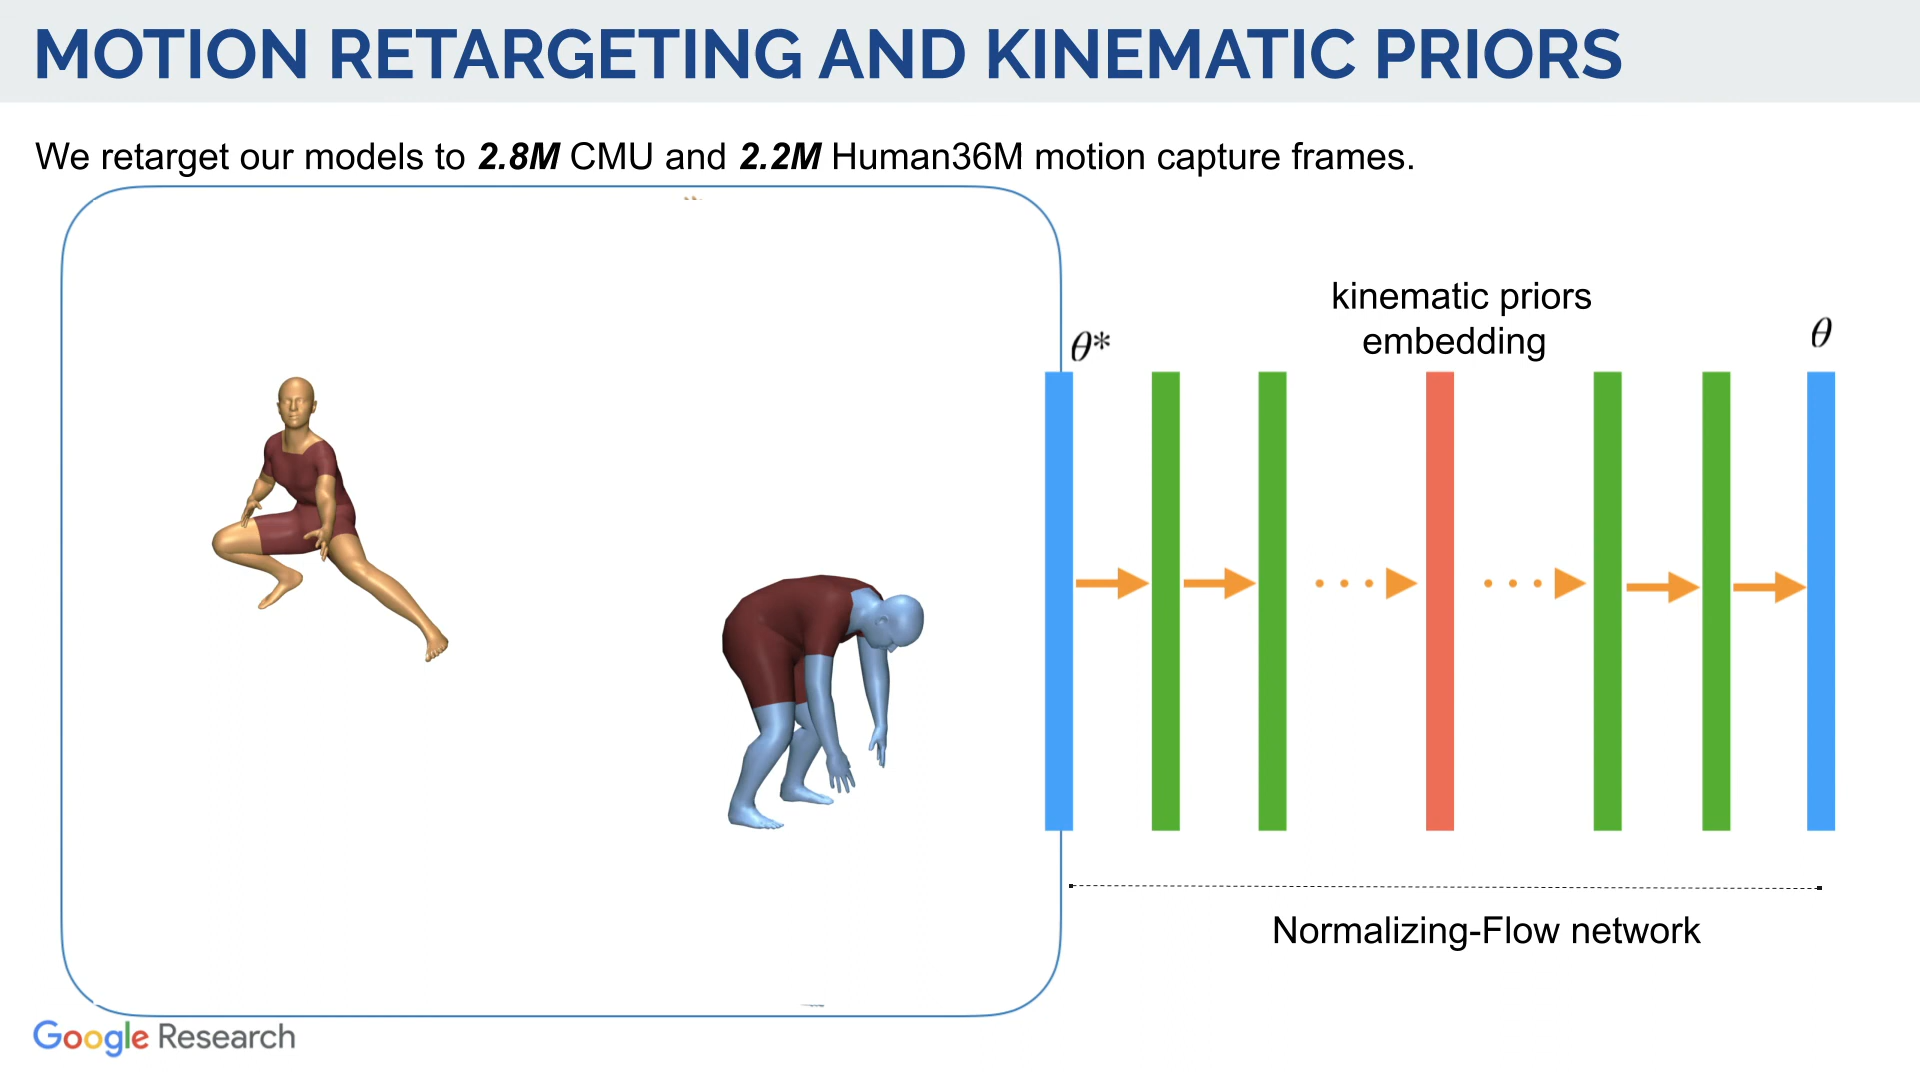 MOTION RETARGETING AND KINEMATIC PRIORS
We retarget our models to 2.8M CMU and 2.2M Human36M motion capture frames.
kinematic priors
embedding
θ*
θ
Normalizing-Flow network
Google Research